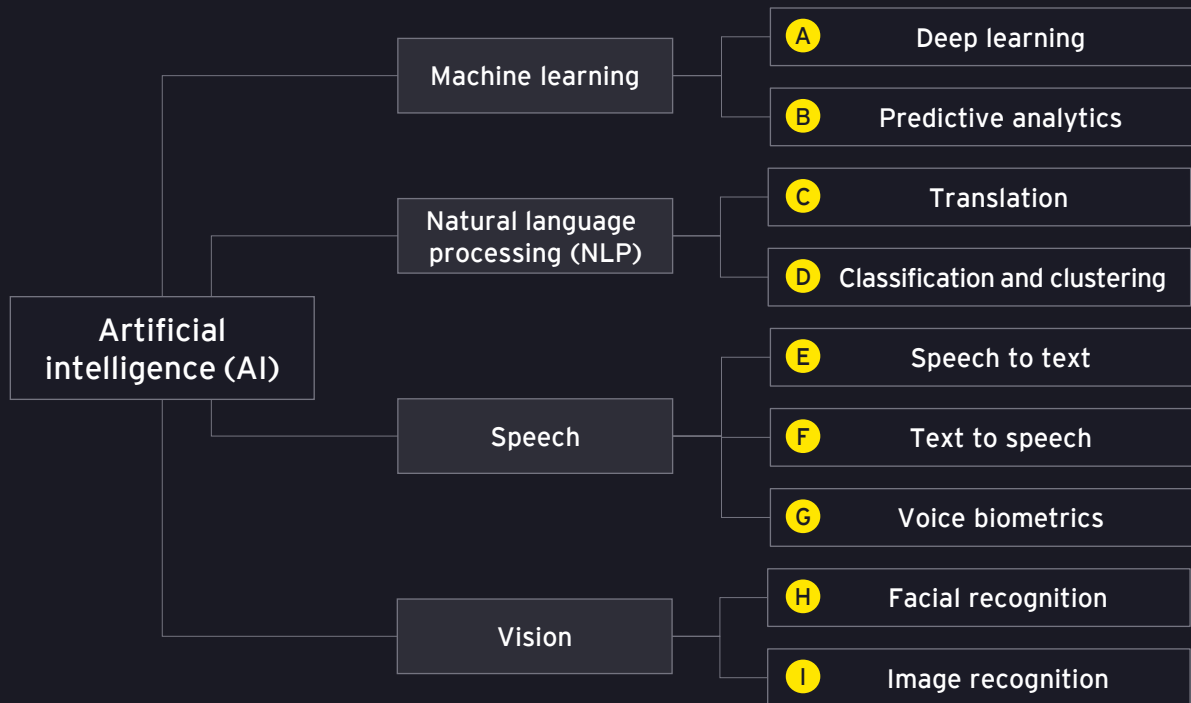 Artificial
intelligence (AI)
Machine learning
A Deep learning
B Predictive analytics
Natural language
processing (NLP)
C Translation
D Classification and clustering
Speech
E Speech to text
F Text to speech
G Voice biometrics
Vision
H Facial recognition
I Image recognition